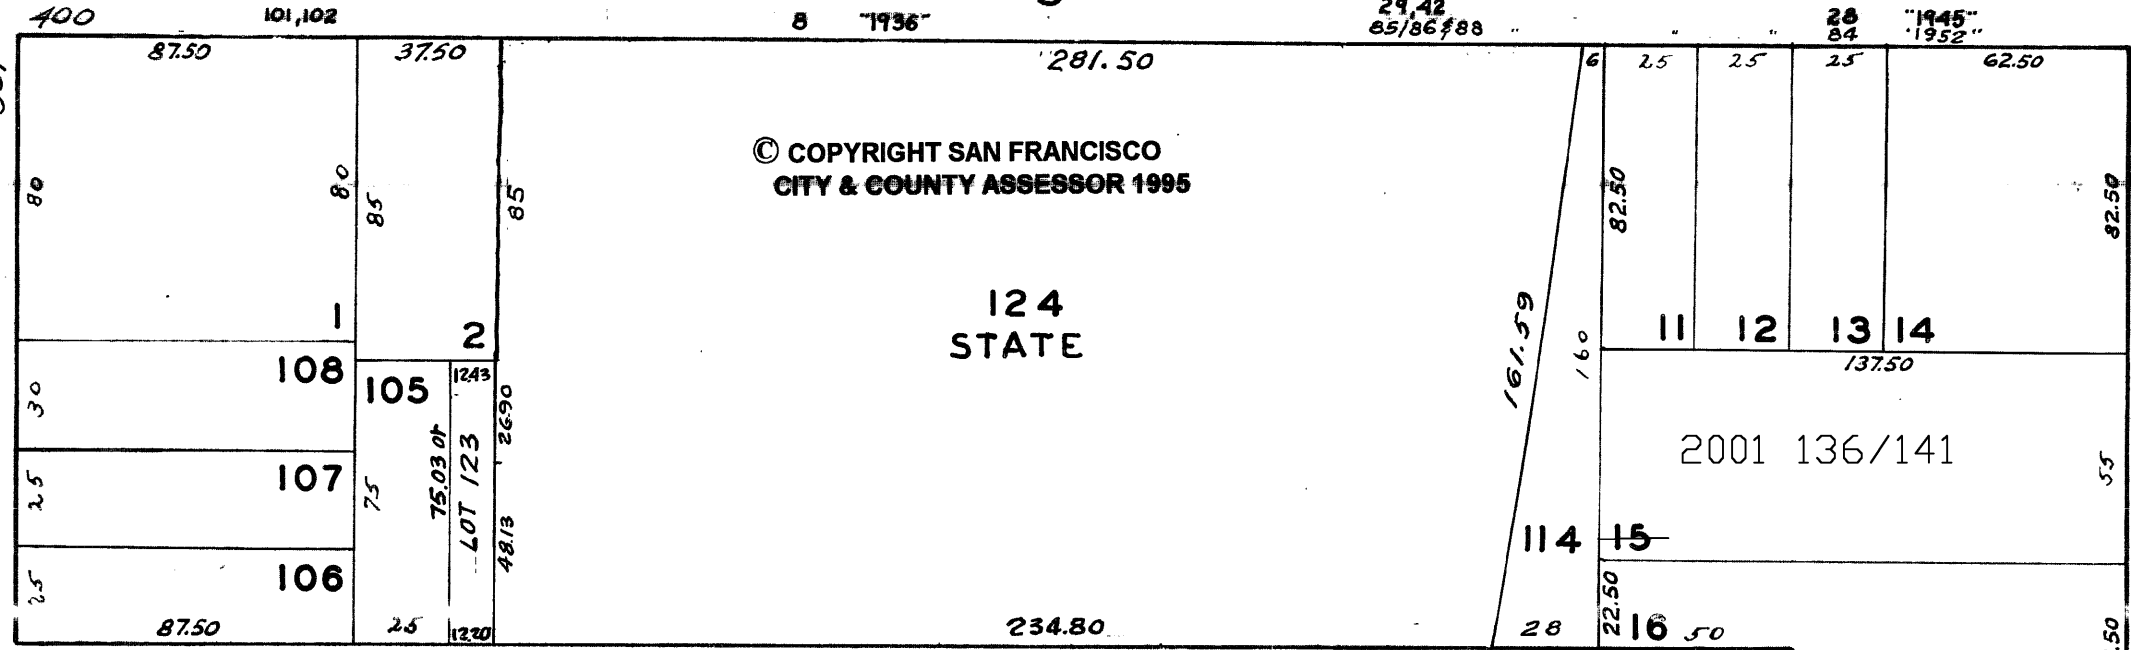 400 101,102 8 "1936" 29,42 28 "1945"
85/86 & 88 " " " 84 "1952"
87.50 37.50 281.50 6 25 25 25 62.50
© COPYRIGHT SAN FRANCISCO
CITY & COUNTY ASSESSOR 1995
80 80 85 85 82.50 82.50
1 2
124
STATE
161.59 160
11 12 13 14
137.50
108 105 12.43
30 26.90
75.03 or
LOT 123
2001 136/141
107
25 75 48.13 55
114 15
106
25 22.50
87.50 25 12.20 234.80 28 16 50 .50